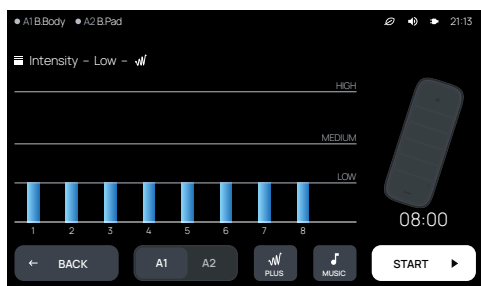 A1 B.Body A2 B.Pad 21:13
Intensity – Low –
HIGH
MEDIUM
LOW
1 2 3 4 5 6 7 8
08:00
← BACK A1 A2 PLUS MUSIC START